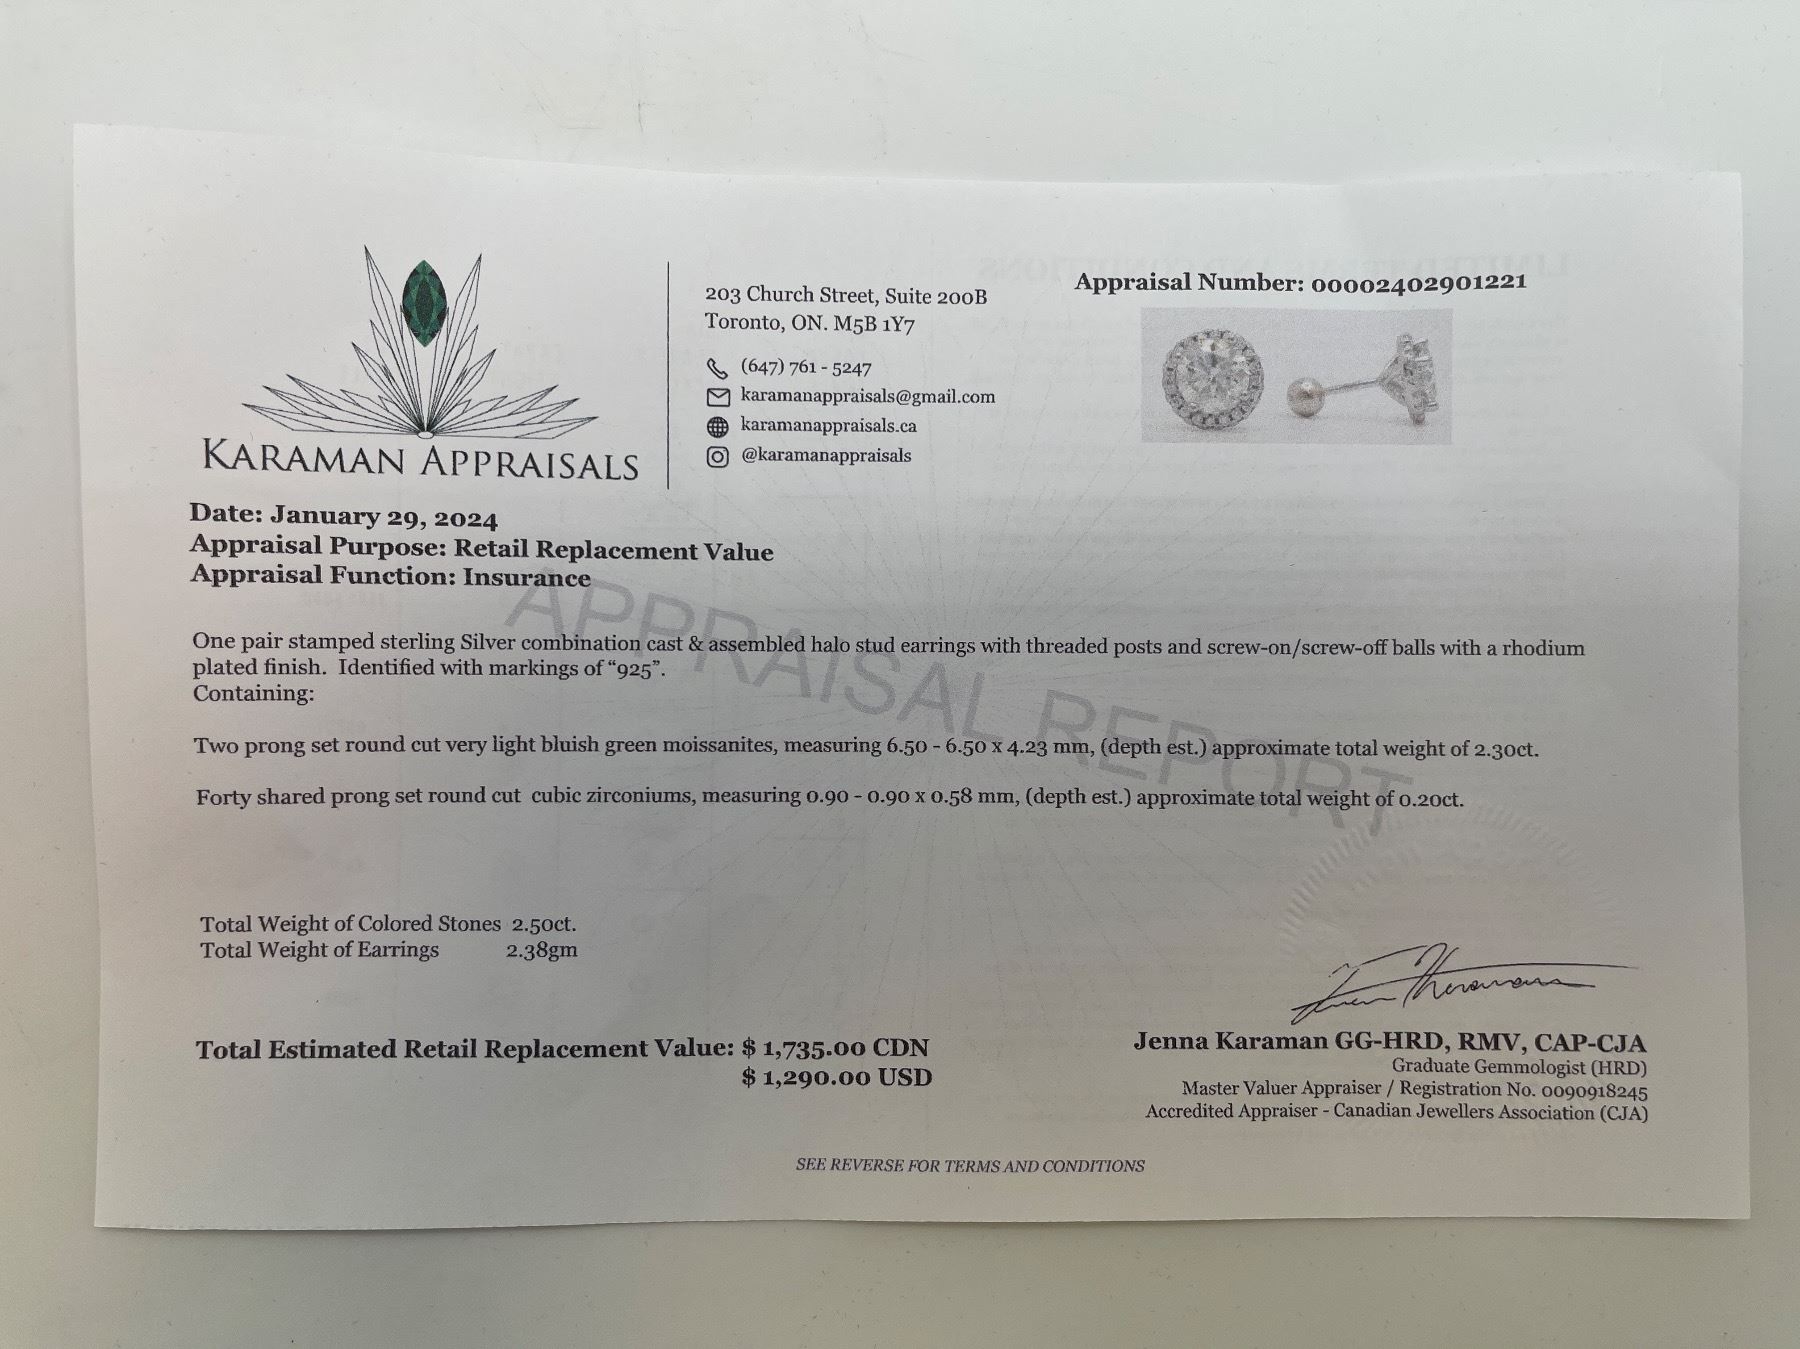 KARAMAN APPRAISALS
203 Church Street, Suite 200B
Toronto, ON. M5B 1Y7
(647) 761 - 5247
karamanappraisals@gmail.com
karamanappraisals.ca
@karamanappraisals
Appraisal Number: 00002402901221
Date: January 29, 2024
Appraisal Purpose: Retail Replacement Value
Appraisal Function: Insurance
APPRAISAL REPORT
One pair stamped sterling Silver combination cast & assembled halo stud earrings with threaded posts and screw-on/screw-off balls with a rhodium
plated finish. Identified with markings of “925”.
Containing:
Two prong set round cut very light bluish green moissanites, measuring 6.50 - 6.50 x 4.23 mm, (depth est.) approximate total weight of 2.30ct.
Forty shared prong set round cut cubic zirconiums, measuring 0.90 - 0.90 x 0.58 mm, (depth est.) approximate total weight of 0.20ct.
Total Weight of Colored Stones 2.50ct.
Total Weight of Earrings 2.38gm
Total Estimated Retail Replacement Value: $ 1,735.00 CDN
$ 1,290.00 USD
Jenna Karaman GG-HRD, RMV, CAP-CJA
Graduate Gemmologist (HRD)
Master Valuer Appraiser / Registration No. 0090918245
Accredited Appraiser - Canadian Jewellers Association (CJA)
SEE REVERSE FOR TERMS AND CONDITIONS